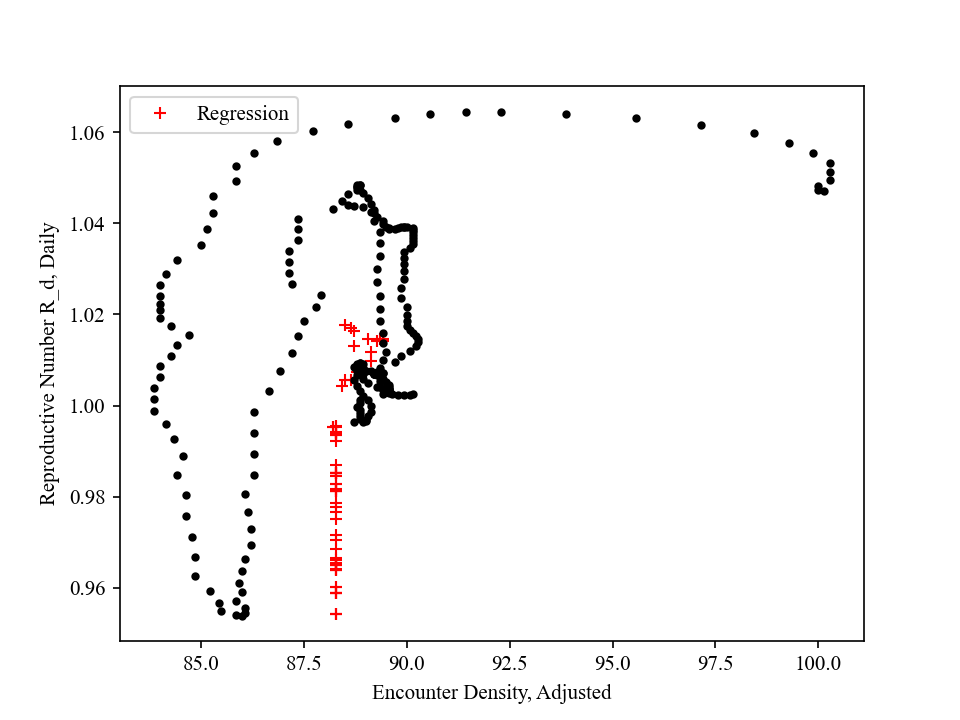 Regression
1.06
1.04
1.02
1.00
0.98
0.96
Reproductive Number R_d, Daily
85.0 87.5 90.0 92.5 95.0 97.5 100.0
Encounter Density, Adjusted